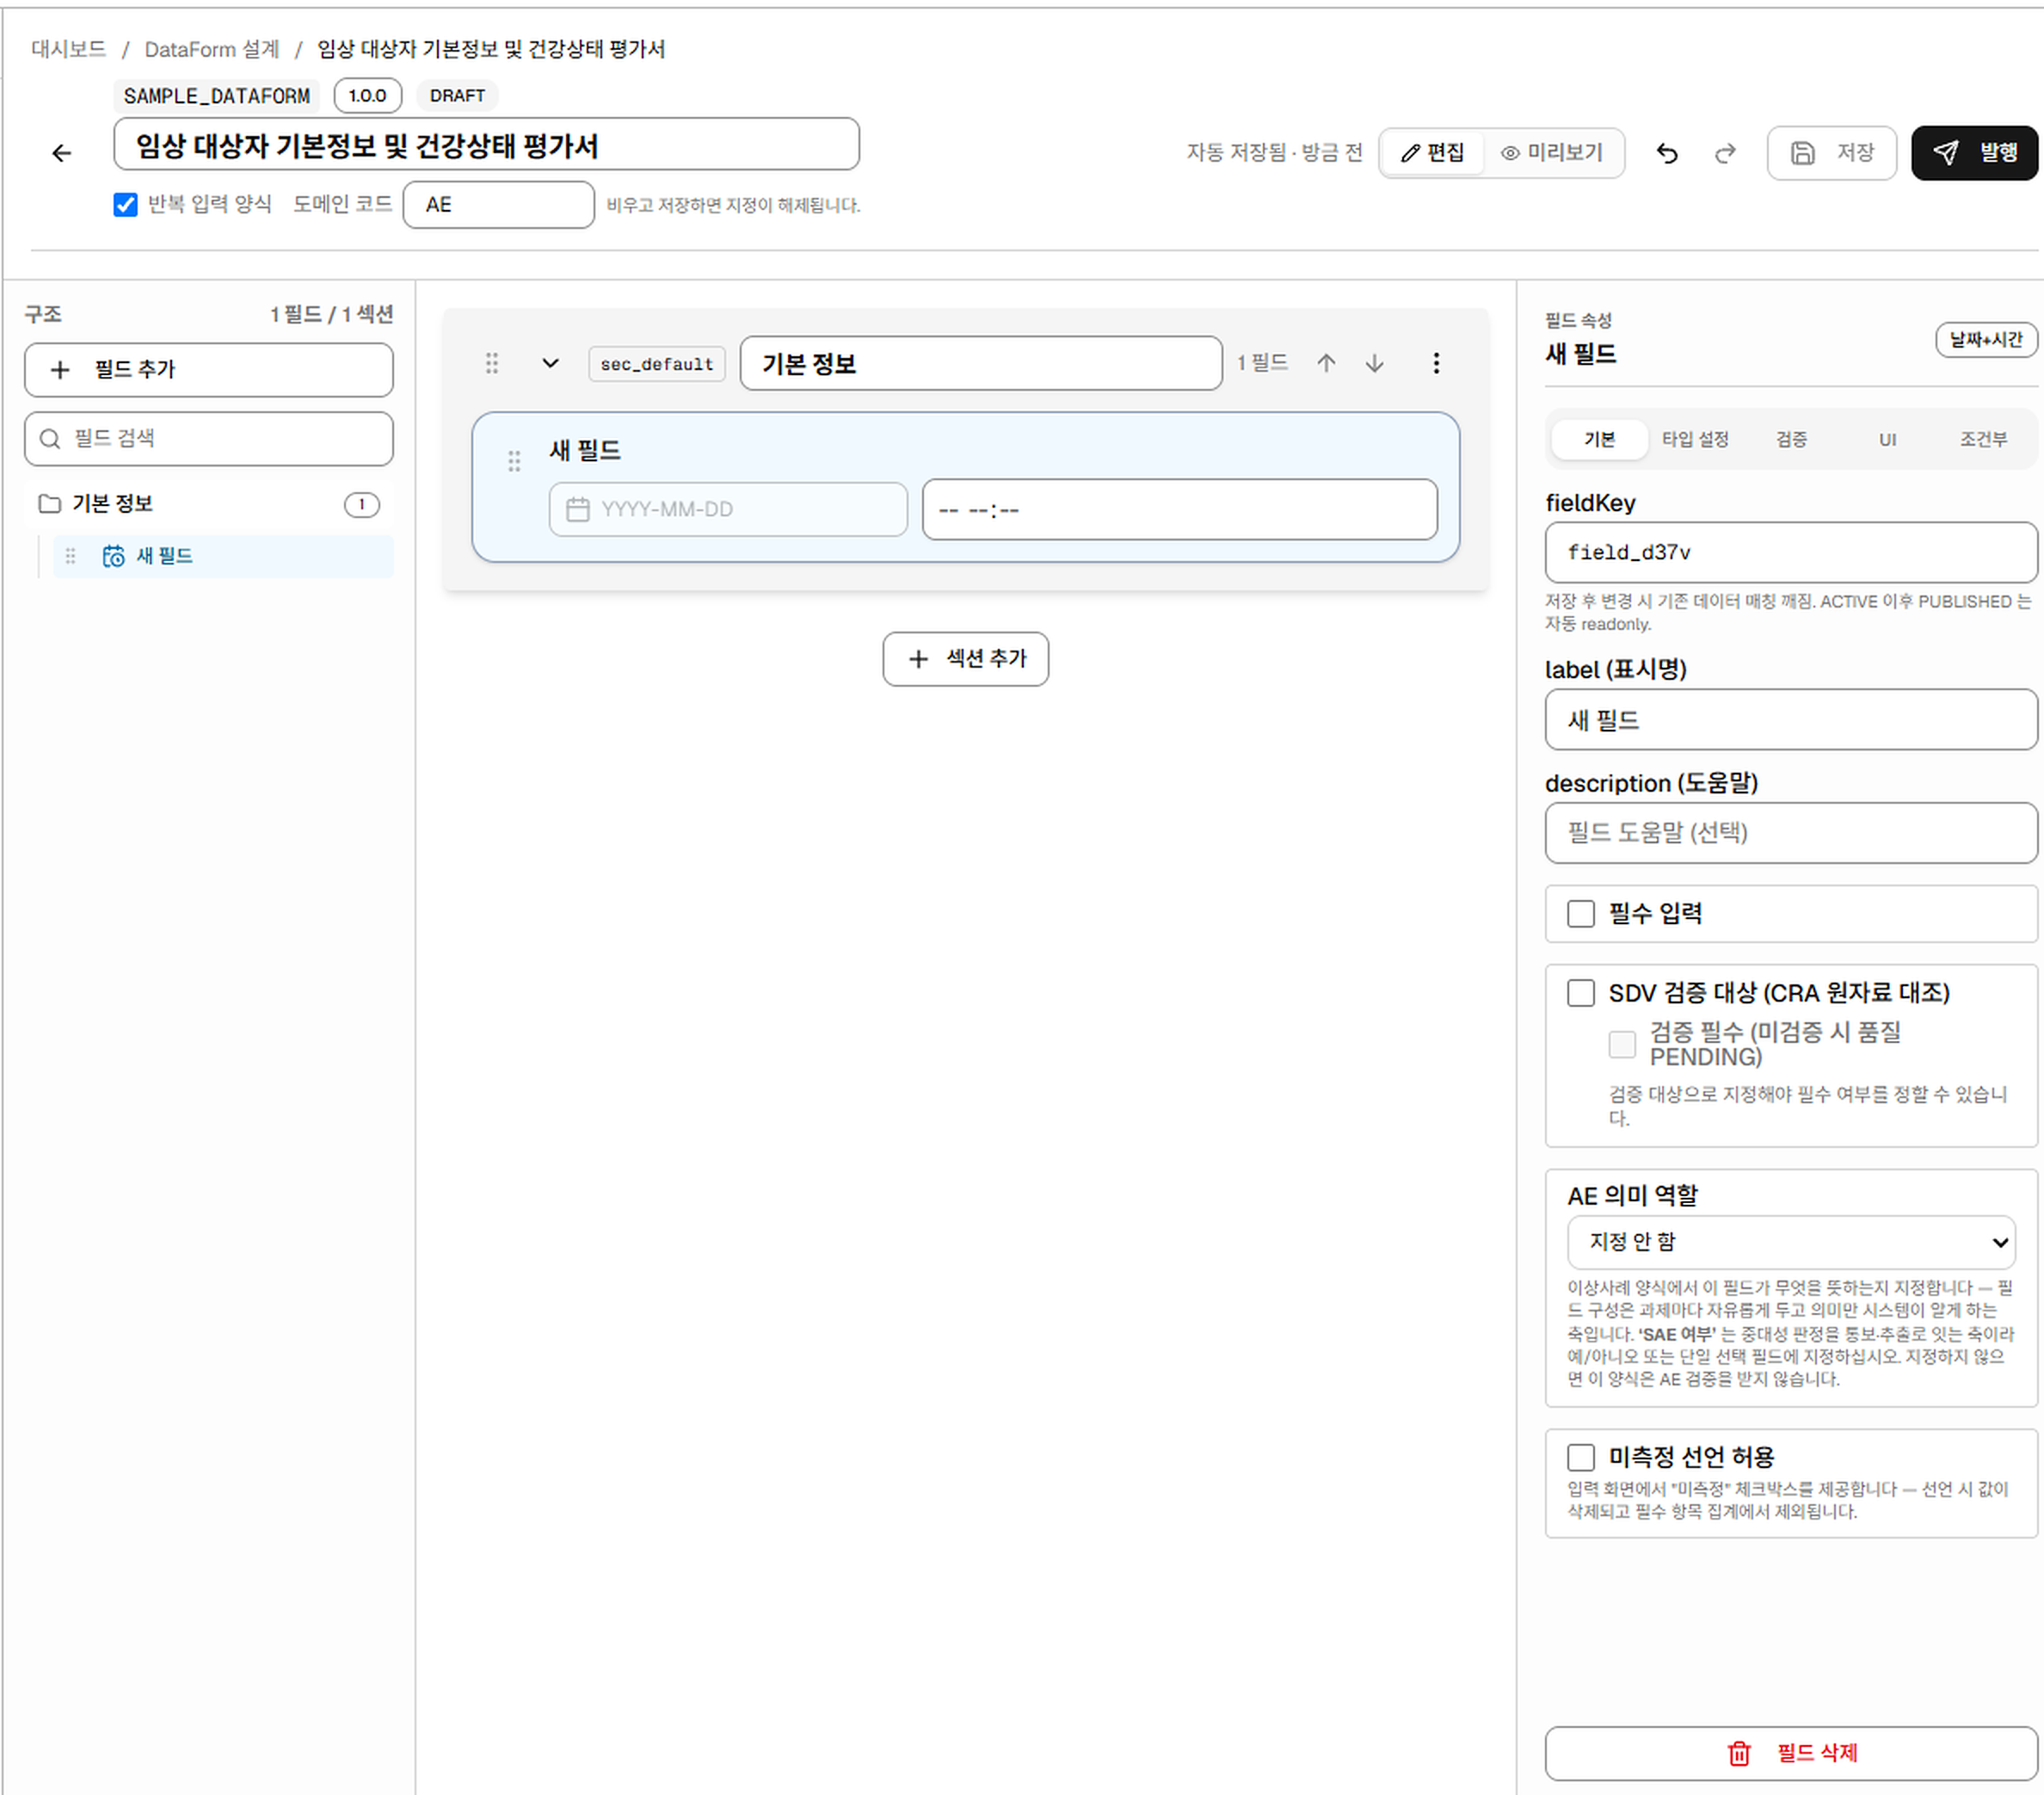 대시보드 / DataForm 설계 / 임상 대상자 기본정보 및 건강상태 평가서
SAMPLE_DATAFORM 1.0.0 DRAFT
임상 대상자 기본정보 및 건강상태 평가서
자동 저장됨 · 방금 전 편집 미리보기 저장 발행
반복 입력 양식 도메인 코드 AE 비우고 저장하면 지정이 해제됩니다.
구조 1 필드 / 1 섹션
필드 추가
필드 검색
기본 정보 1
새 필드
sec_default 기본 정보 1 필드
새 필드
YYYY-MM-DD -- --:--
섹션 추가
필드 속성
새 필드 날짜+시간
기본 타입 설정 검증 UI 조건부
fieldKey
field_d37v
저장 후 변경 시 기존 데이터 매칭 깨짐. ACTIVE 이후 PUBLISHED 는
자동 readonly.
label (표시명)
새 필드
description (도움말)
필드 도움말 (선택)
필수 입력
SDV 검증 대상 (CRA 원자료 대조)
검증 필수 (미검증 시 품질
PENDING)
검증 대상으로 지정해야 필수 여부를 정할 수 있습니
다.
AE 의미 역할
지정 안 함
이상사례 양식에서 이 필드가 무엇을 뜻하는지 지정합니다 — 필
드 구성은 과제마다 자유롭게 두고 의미만 시스템이 알게 하는
축입니다. ‘SAE 여부’ 는 중대성 판정을 통보·추출로 잇는 축이라
예/아니오 또는 단일 선택 필드에 지정하십시오. 지정하지 않으
면 이 양식은 AE 검증을 받지 않습니다.
미측정 선언 허용
입력 화면에서 "미측정" 체크박스를 제공합니다 — 선언 시 값이
삭제되고 필수 항목 집계에서 제외됩니다.
필드 삭제